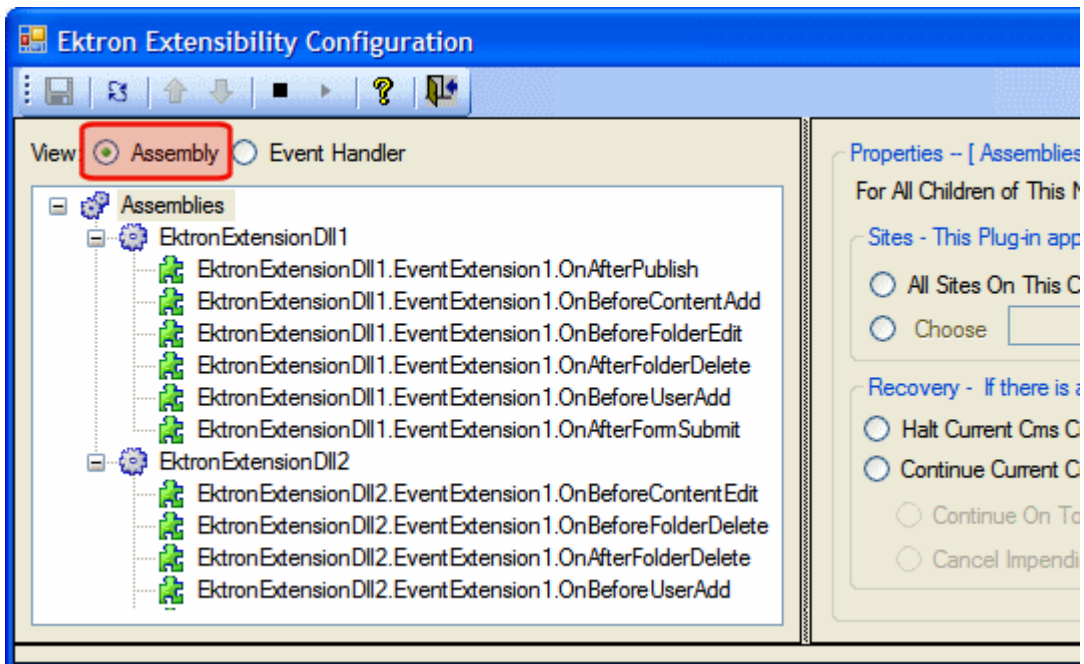 Ektron Extensibility Configuration
View: Assembly Event Handler
Assemblies
EktronExtensionDll1
EktronExtensionDll1.EventExtension1.OnAfterPublish
EktronExtensionDll1.EventExtension1.OnBeforeContentAdd
EktronExtensionDll1.EventExtension1.OnBeforeFolderEdit
EktronExtensionDll1.EventExtension1.OnAfterFolderDelete
EktronExtensionDll1.EventExtension1.OnBeforeUserAdd
EktronExtensionDll1.EventExtension1.OnAfterFormSubmit
EktronExtensionDll2
EktronExtensionDll2.EventExtension1.OnBeforeContentEdit
EktronExtensionDll2.EventExtension1.OnBeforeFolderDelete
EktronExtensionDll2.EventExtension1.OnAfterFolderDelete
EktronExtensionDll2.EventExtension1.OnBeforeUserAdd
Properties -- [ Assemblies
For All Children of This
Sites - This Plug-in app
All Sites On This C
Choose
Recovery - If there is a
Halt Current Cms C
Continue Current C
Continue On To
Cancel Impendi